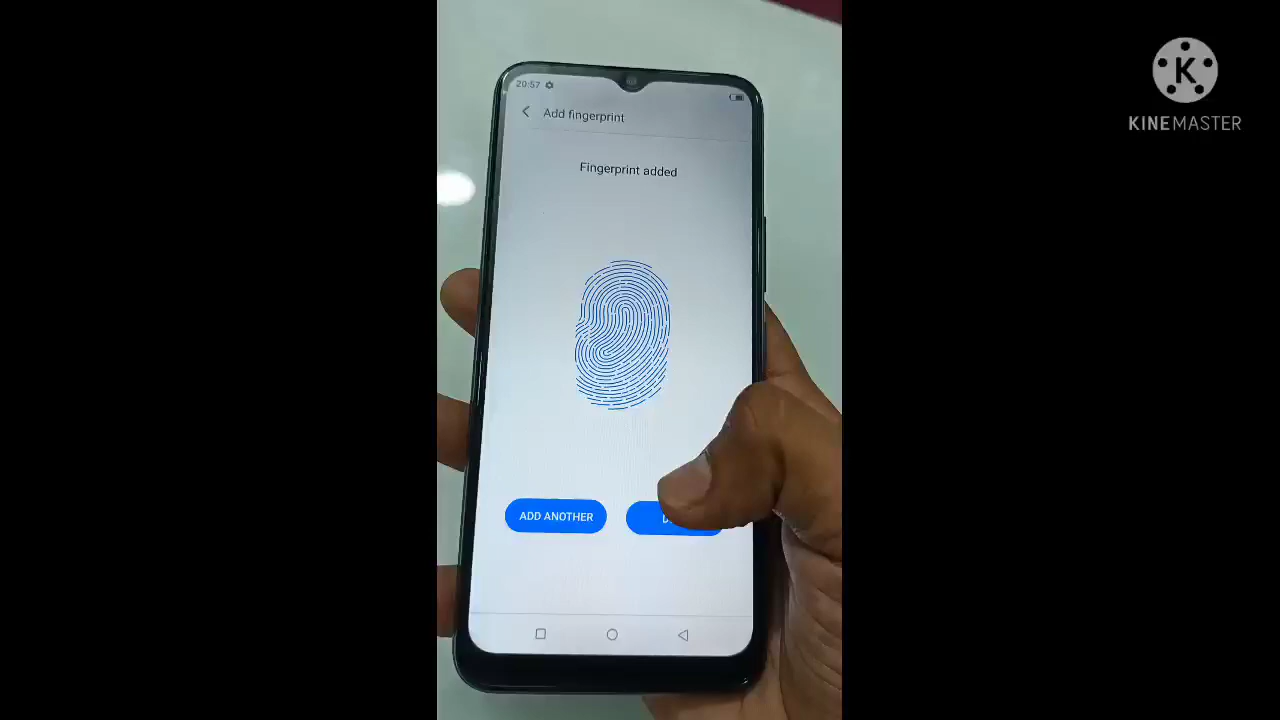 20:57
Add fingerprint
Fingerprint added
ADD ANOTHER
KINEMASTER